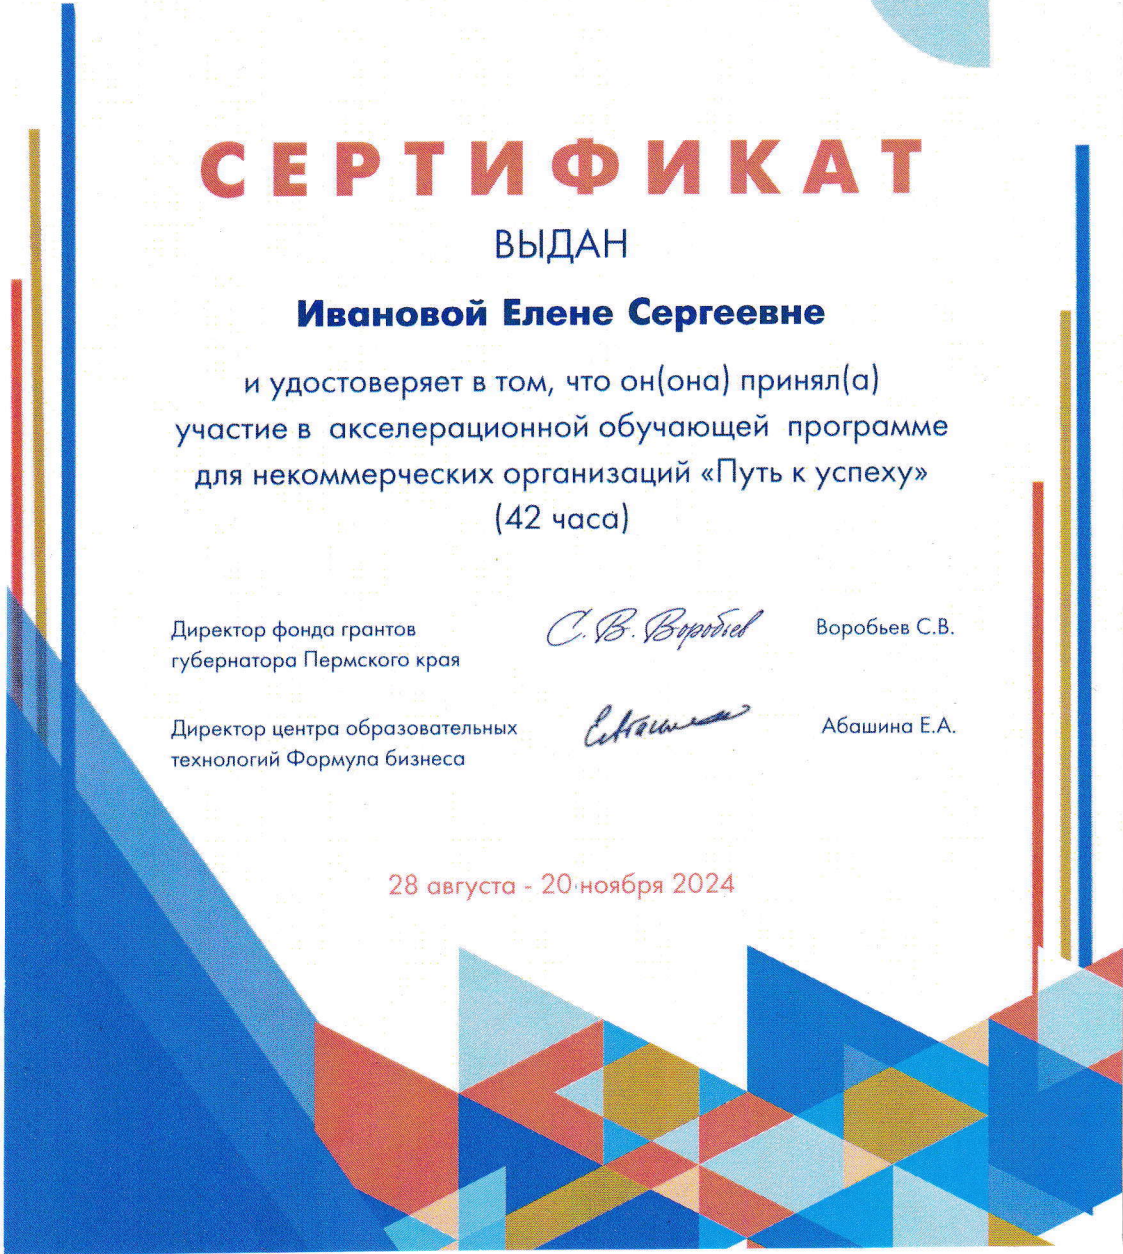 СЕРТИФИКАТ
ВЫДАН
Ивановой Елене Сергеевне
и удостоверяет в том, что он(она) принял(а)
участие в акселерационной обучающей программе
для некоммерческих организаций «Путь к успеху»
(42 часа)
Директор фонда грантов
губернатора Пермского края
С. В. Воробьев
Воробьев С.В.
Директор центра образовательных
технологий Формула бизнеса
Абашина Е.А.
28 августа - 20 ноября 2024